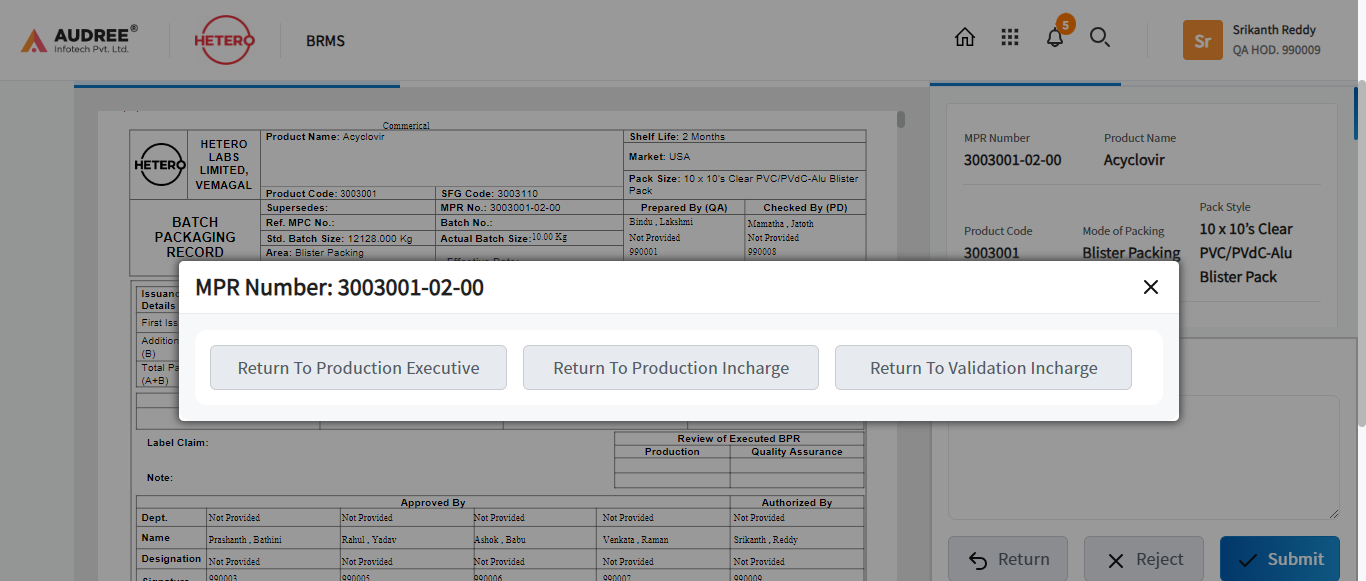 AUDREE®
Infotech Pvt. Ltd.
HETERO
BRMS
5
Sr
Srikanth Reddy
QA HOD. 990009
Commerical
HETERO
HETERO
LABS
LIMITED,
VEMAGAL
Product Name: Acyclovir
Shelf Life: 2 Months
Market: USA
Pack Size: 10 x 10's Clear PVC/PVdC-Alu Blister
Pack
Product Code: 3003001
SFG Code: 3003110
BATCH
PACKAGING
RECORD
Supersedes:
MPR No.: 3003001-02-00
Prepared By (QA)
Checked By (PD)
Ref. MPC No.:
Batch No.:
Bindu , Lakshmi
Mamatha , Jatoth
Std. Batch Size: 12128.000 Kg
Actual Batch Size:10.00 Kg
Not Provided
Not Provided
Area: Blister Packing
990001
990008
MPR Number
3003001-02-00
Product Name
Acyclovir
Product Code
3003001
Mode of Packing
Blister Packing
Pack Style
10 x 10’s Clear
PVC/PVdC-Alu
Blister Pack
MPR Number: 3003001-02-00
Return To Production Executive
Return To Production Incharge
Return To Validation Incharge
Details
First Iss
(B)
Total Pa
(A+B)
Label Claim:
Note:
Review of Executed BPR
Production
Quality Assurance
Approved By
Authorized By
Dept.
Not Provided
Not Provided
Not Provided
Not Provided
Not Provided
Name
Prashanth , Bathini
Rahul , Yadav
Ashok , Babu
Venkata , Raman
Srikanth , Reddy
Designation
Not Provided
Not Provided
Not Provided
Not Provided
Not Provided
Signature
990003
990005
990006
990007
990009
Return
Reject
Submit